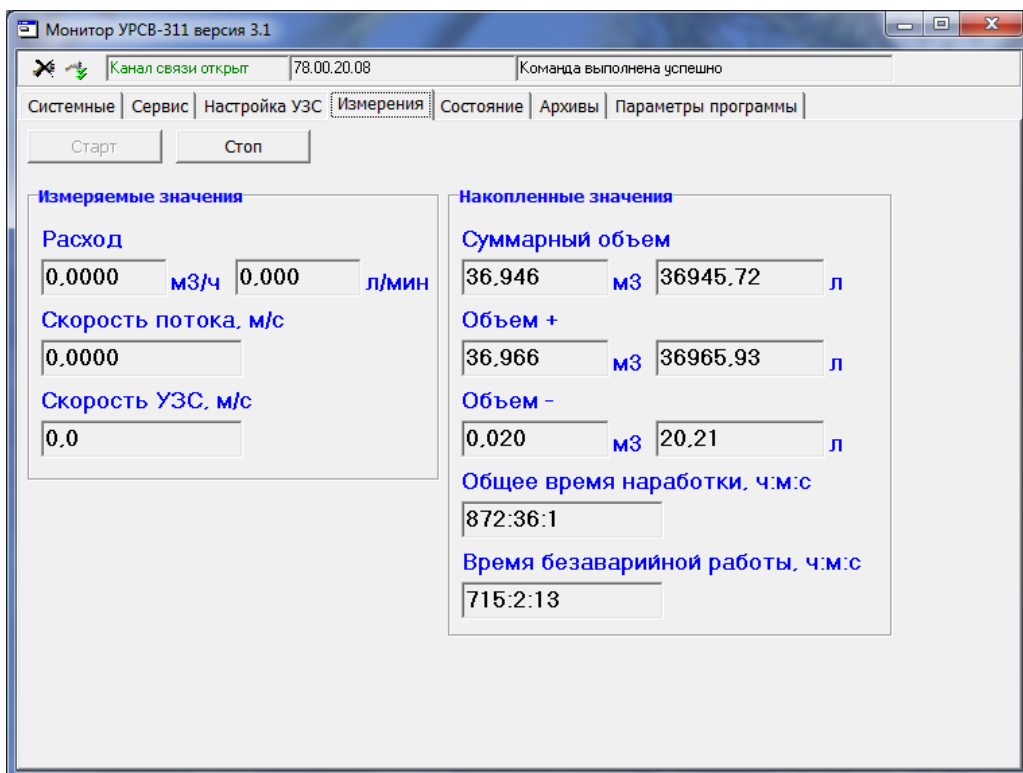 Монитор УРСВ-311 версия 3.1
Канал связи открыт 78.00.20.08 Команда выполнена успешно
Системные Сервис Настройка УЗС Измерения Состояние Архивы Параметры программы
Старт Стоп
Измеряемые значения
Расход
0,0000 м3/ч 0,000 л/мин
Скорость потока, м/с
0,0000
Скорость УЗС, м/с
0,0
Накопленные значения
Суммарный объем
36,946 м3 36945,72 л
Объем +
36,966 м3 36965,93 л
Объем -
0,020 м3 20,21 л
Общее время наработки, ч:м:с
872:36:1
Время безаварийной работы, ч:м:с
715:2:13